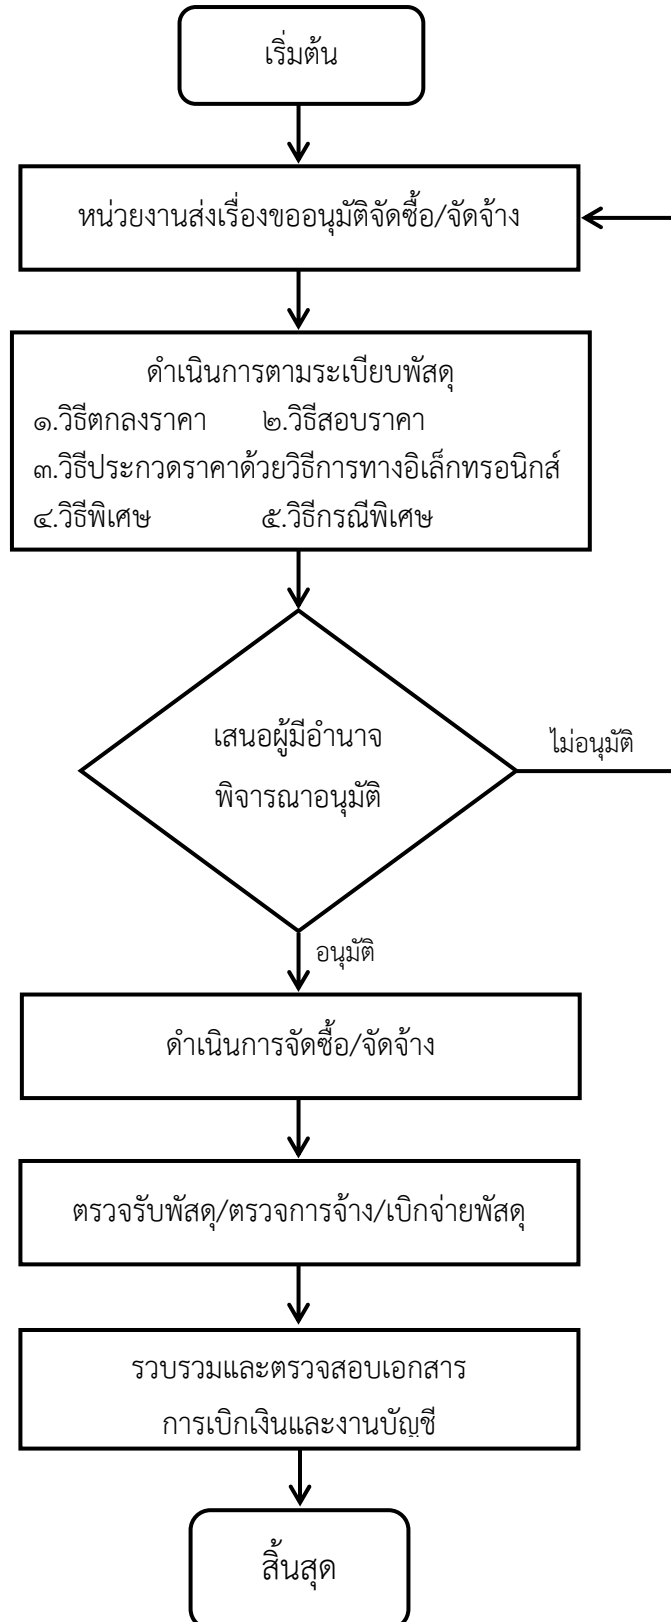 เริ่มต้น
หน่วยงานส่งเรื่องขออนุมัติจัดซื้อ/จัดจ้าง
ดำเนินการตามระเบียบพัสดุ
๑.วิธีตกลงราคา ๒.วิธีสอบราคา
๓.วิธีประกวดราคาด้วยวิธีการทางอิเล็กทรอนิกส์
๔.วิธีพิเศษ ๕.วิธีกรณีพิเศษ
เสนอผู้มีอำนาจ
พิจารณาอนุมัติ
ไม่อนุมัติ
อนุมัติ
ดำเนินการจัดซื้อ/จัดจ้าง
ตรวจรับพัสดุ/ตรวจการจ้าง/เบิกจ่ายพัสดุ
รวบรวมและตรวจสอบเอกสาร
การเบิกเงินและงานบัญชี
สิ้นสุด